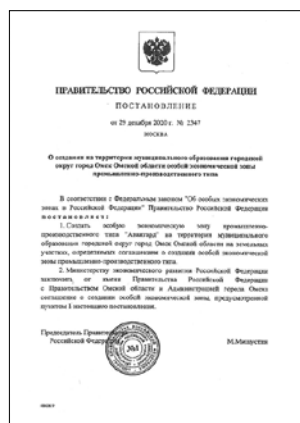 ПРАВИТЕЛЬСТВО РОССИЙСКОЙ ФЕДЕРАЦИИ
ПОСТАНОВЛЕНИЕ
от 29 декабря 2020 г. № 2347
МОСКВА
О создании на территории муниципального образования городской
округ город Омск Омской области особой экономической зоны
промышленно-производственного типа
В соответствии с Федеральным законом "Об особых экономических
зонах в Российской Федерации" Правительство Российской Федерации
постановляет:
1. Создать особую экономическую зону промышленно-
производственного типа "Авангард" на территории муниципального
образования городской округ город Омск Омской области на земельных
участках, определяемых соглашением о создании особой экономической
зоны промышленно-производственного типа.
2. Министерству экономического развития Российской Федерации
заключить от имени Правительства Российской Федерации
с Правительством Омской области и Администрацией города Омска
соглашение о создании особой экономической зоны, предусмотренной
пунктом 1 настоящего постановления.
Председатель Правительства
Российской Федерации
М.Мишустин